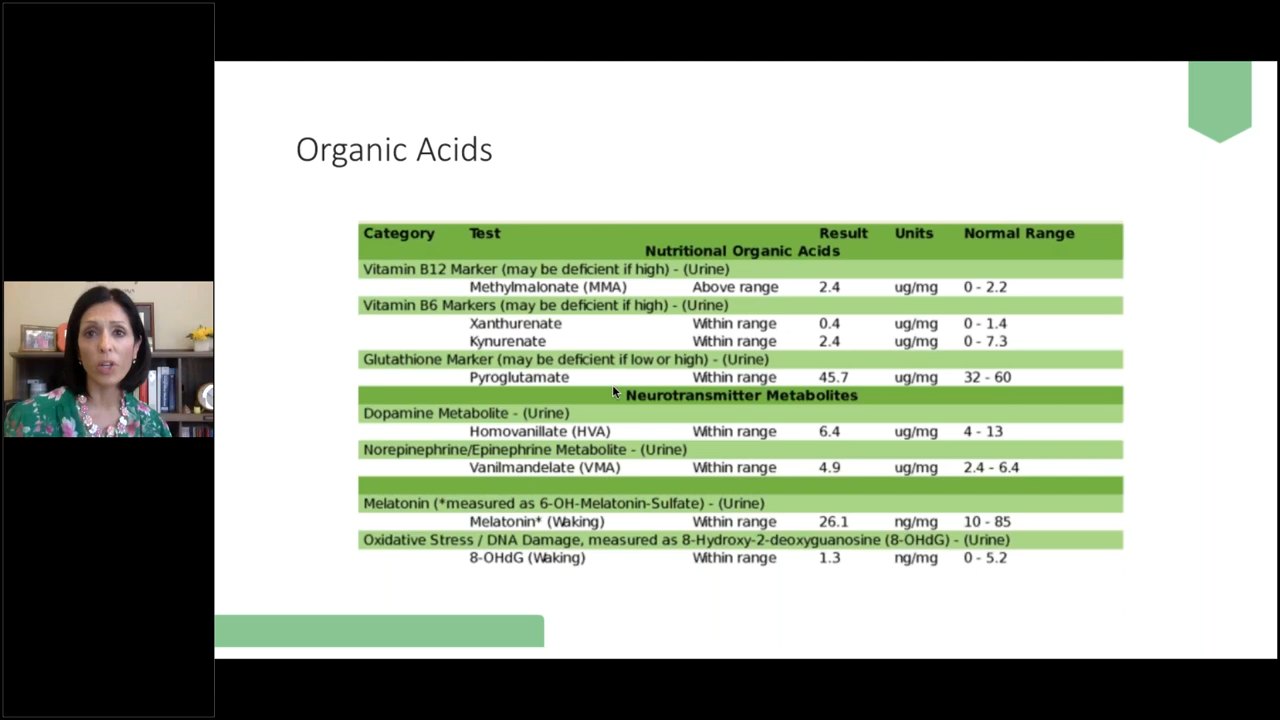 Organic Acids
Category Test Result Units Normal Range
Nutritional Organic Acids
Vitamin B12 Marker (may be deficient if high) - (Urine)
Methylmalonate (MMA) Above range 2.4 ug/mg 0 - 2.2
Vitamin B6 Markers (may be deficient if high) - (Urine)
Xanthurenate Within range 0.4 ug/mg 0 - 1.4
Kynurenate Within range 2.4 ug/mg 0 - 7.3
Glutathione Marker (may be deficient if low or high) - (Urine)
Pyroglutamate Within range 45.7 ug/mg 32 - 60
Neurotransmitter Metabolites
Dopamine Metabolite - (Urine)
Homovanillate (HVA) Within range 6.4 ug/mg 4 - 13
Norepinephrine/Epinephrine Metabolite - (Urine)
Vanilmandelate (VMA) Within range 4.9 ug/mg 2.4 - 6.4
Melatonin (*measured as 6-OH-Melatonin-Sulfate) - (Urine)
Melatonin* (Waking) Within range 26.1 ng/mg 10 - 85
Oxidative Stress / DNA Damage, measured as 8-Hydroxy-2-deoxyguanosine (8-OHdG) - (Urine)
8-OHdG (Waking) Within range 1.3 ng/mg 0 - 5.2